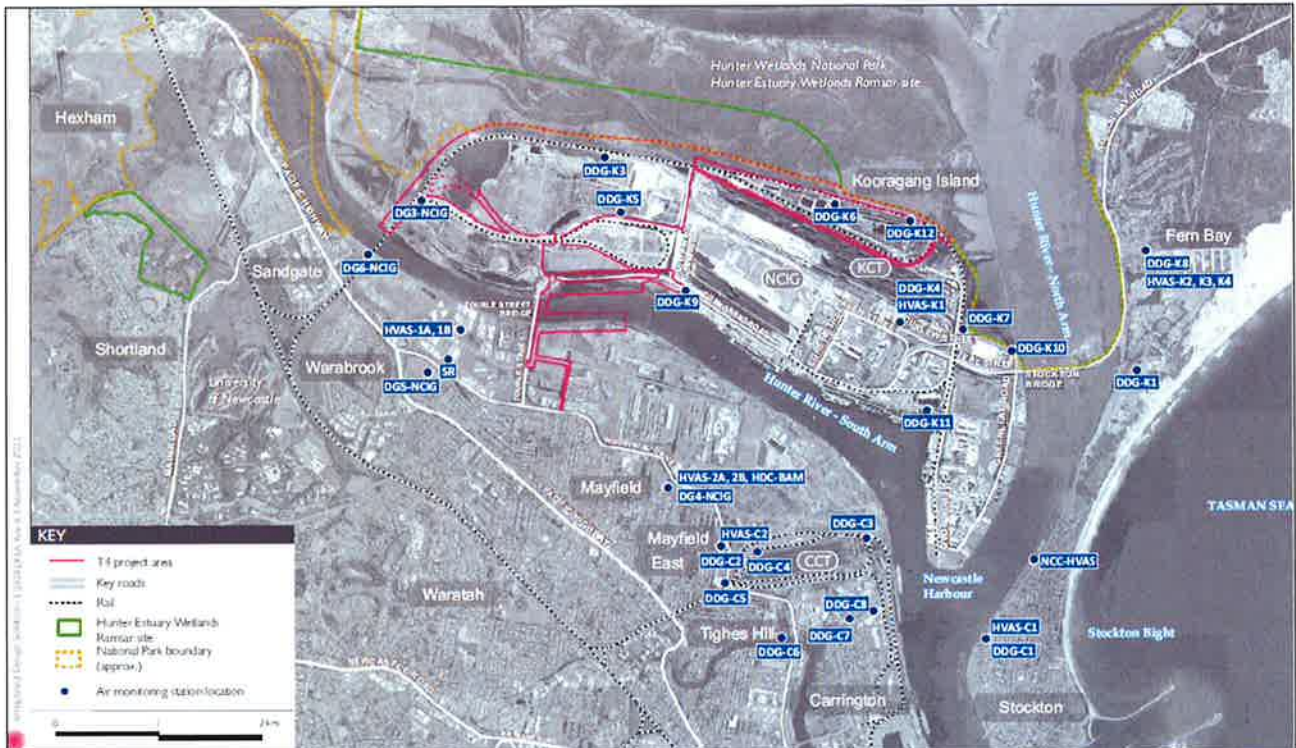 Hunter Wetlands National Park
Hunter Estuary Wetlands Ramsar site
Hexham
Kooragang Island
DDG-K3
DG3-NCIG
DDG-K5
DDG-K6
DDG-K12
Hunter River - North Arm
Fern Bay
DDG-K8
HVAS-K2, K3, K4
DG6-NCIG
Sandgate
NCIG
KCT
DDG-K4
HVAS-K1
DDG-K9
DDG-K7
DDG-K10
STOCKTON
BRIDGE
BRIDGE
HVAS-1A, 1B
Shortland
Warabrook
SR
DG5-NCIG
University
of Newcastle
DDG-K1
Hunter River - South Arm
DDG-K11
HVAS-2A, 2B, HDC-BAM
DG4-NCIG
Mayfield
TASMAN SEA
Mayfield
East
HVAS-C2
DDG-C3
DDG-C2
DDG-C4
CCT
DDG-C5
NCC-HVAS
Newcastle
Harbour
Waratah
DDG-C8
DDG-C7
Tighes Hill
DDG-C6
HVAS-C1
DDG-C1
Stockton Bight
Carrington
Stockton
KEY
T4 project area
Key roads
Rail
Hunter Estuary Wetlands
Ramsar site
National Park boundary
(approx.)
Air monitoring station location
0
2km